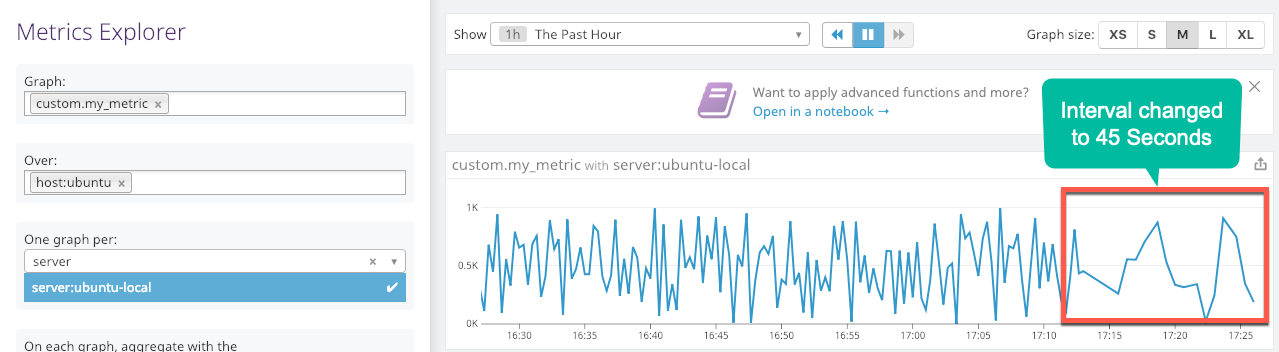 Metrics Explorer
Graph:
custom.my_metric ×
Over:
host:ubuntu ×
One graph per:
server × ▼
server:ubuntu-local ✔
On each graph, aggregate with the
Show 1h The Past Hour ▼
Graph size: XS S M L XL
Want to apply advanced functions and more?
Open in a notebook →
Interval changed
to 45 Seconds
custom.my_metric with server:ubuntu-local
1K
0.5K
0K
16:30 16:35 16:40 16:45 16:50 16:55 17:00 17:05 17:10 17:15 17:20 17:25